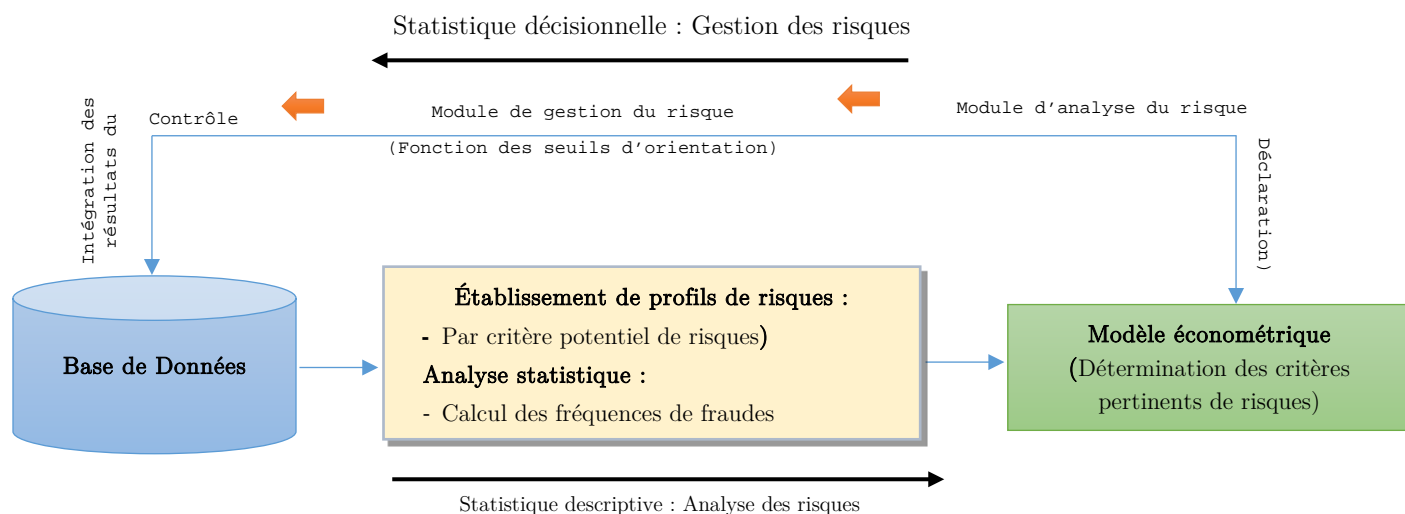 Statistique décisionnelle : Gestion des risques
Intégration des
résultats du
Contrôle
Module de gestion du risque
(Fonction des seuils d'orientation)
Module d'analyse du risque
Déclaration)
Base de Données
Établissement de profils de risques :
- Par critère potentiel de risques)
Analyse statistique :
- Calcul des fréquences de fraudes
Modèle économétrique
(Détermination des critères
pertinents de risques)
Statistique descriptive : Analyse des risques